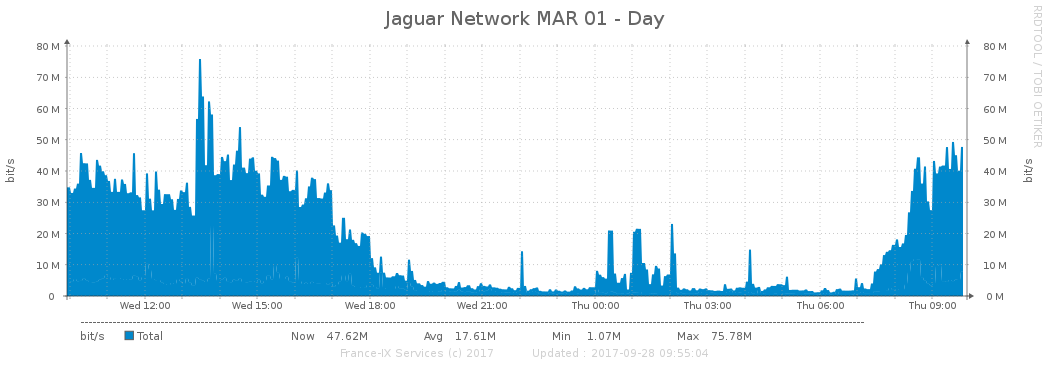 Jaguar Network MAR 01 - Day
RRDTOOL / TOBI OETIKER
bit/s
bit/s
80 M 80 M
70 M 70 M
60 M 60 M
50 M 50 M
40 M 40 M
30 M 30 M
20 M 20 M
10 M 10 M
0 0 M
Wed 12:00 Wed 15:00 Wed 18:00 Wed 21:00 Thu 00:00 Thu 03:00 Thu 06:00 Thu 09:00
bit/s Total Now 47.62M Avg 17.61M Min 1.07M Max 75.78M
France-IX Services (c) 2017 Updated : 2017-09-28 09:55:04